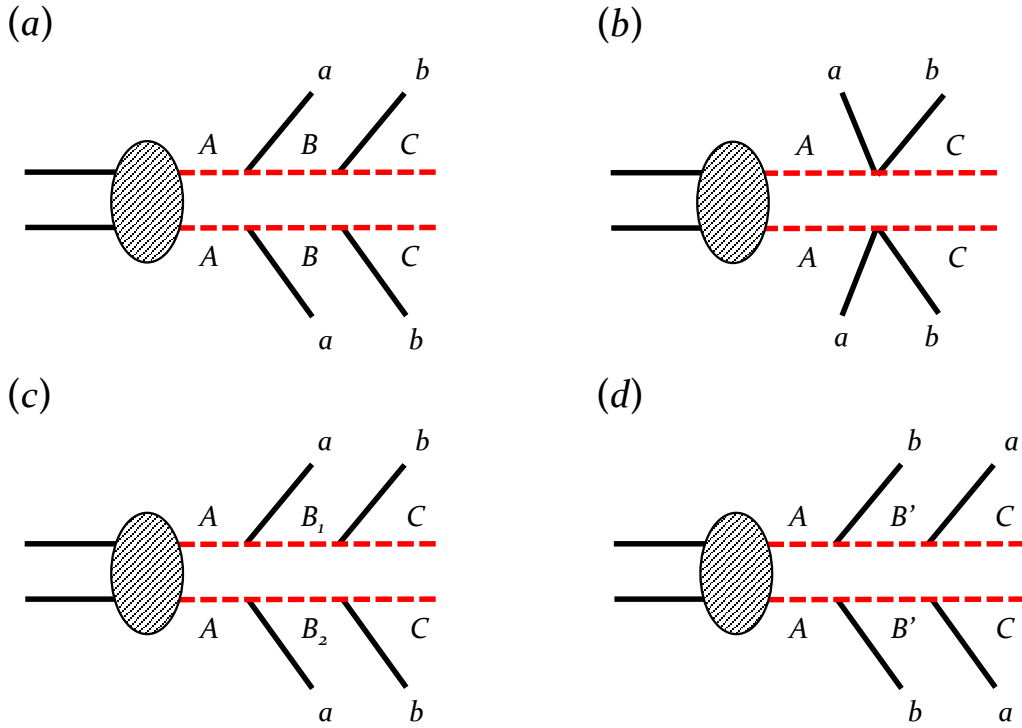 (a) (b)
a b a b
A B C A C
A B C A C
a b a b
(c) (d)
a b b a
A B₁ C A B’ C
A B₂ C A B’ C
a b b a